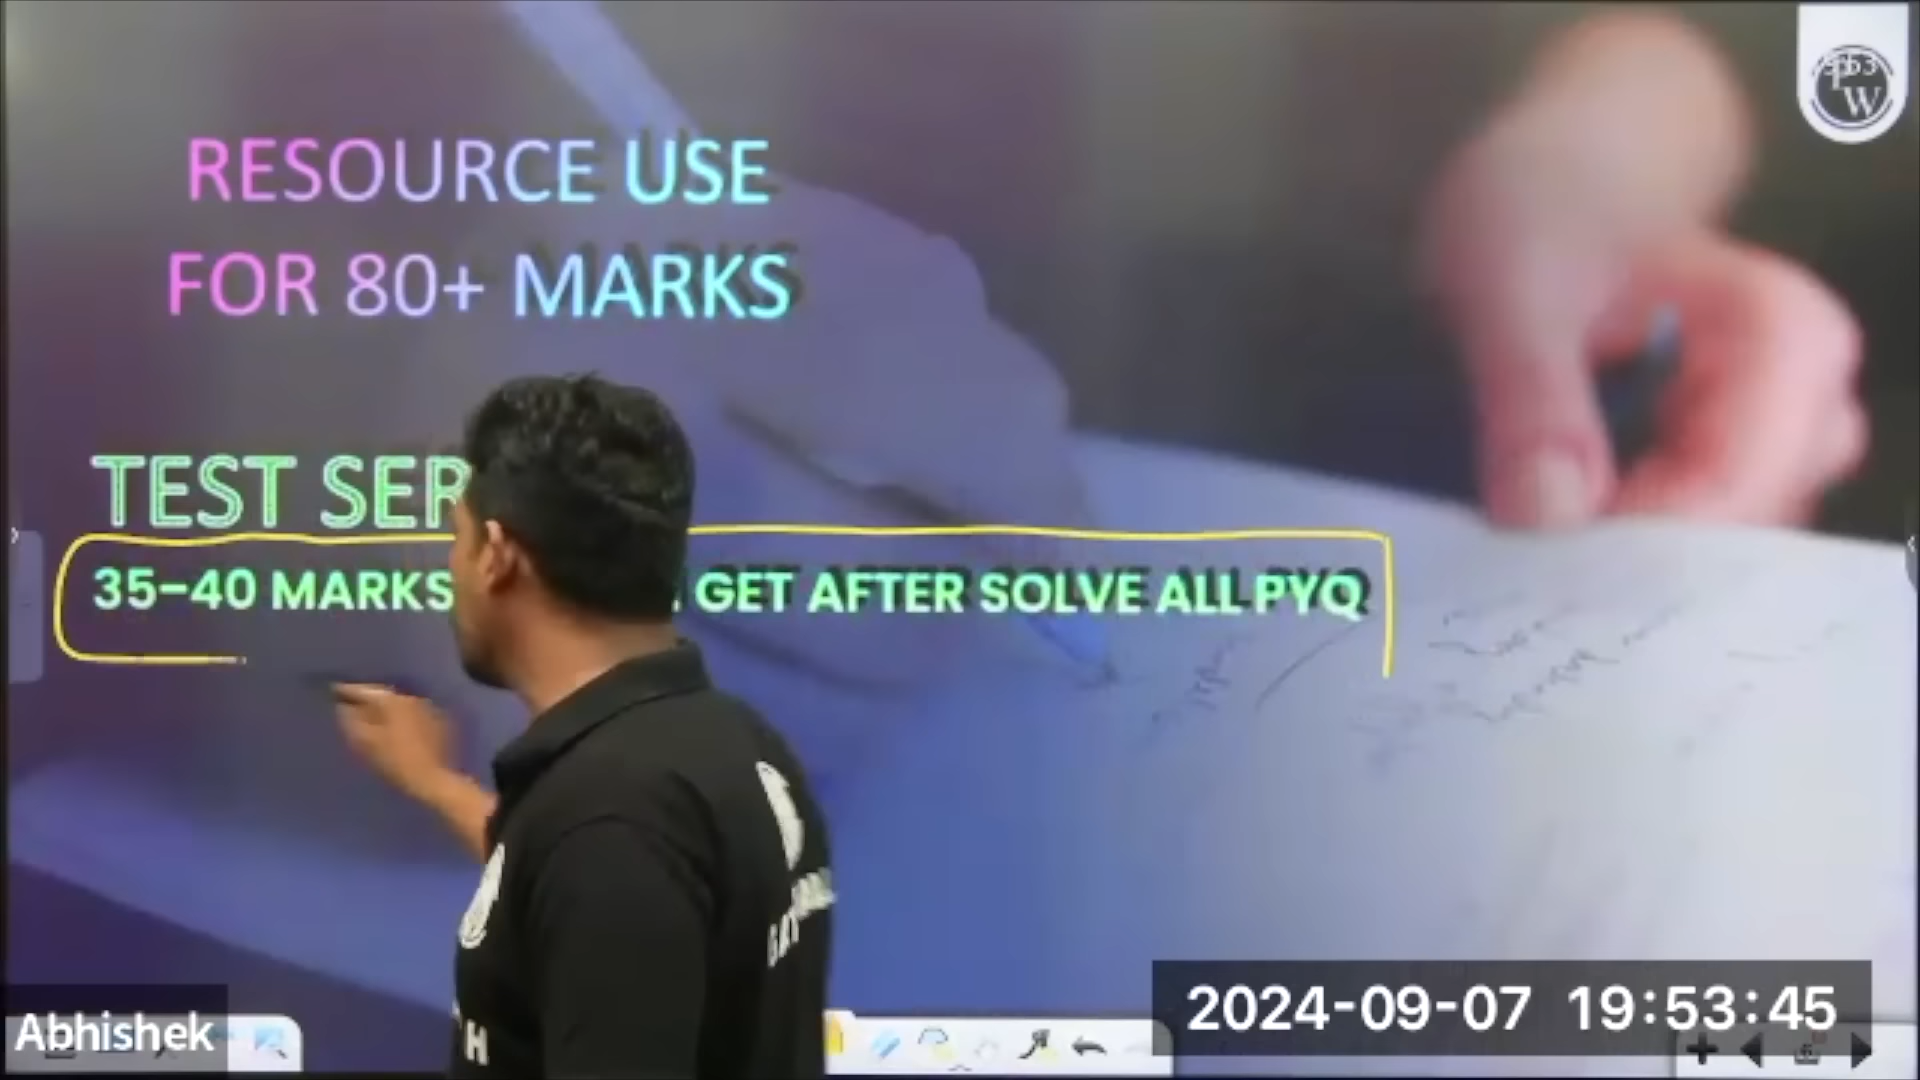 RESOURCE USE
FOR 80+ MARKS
TEST SER
35-40 MARKS GET AFTER SOLVE ALL PYQ
PW
H
Abhishek
2024-09-07 19:53:45